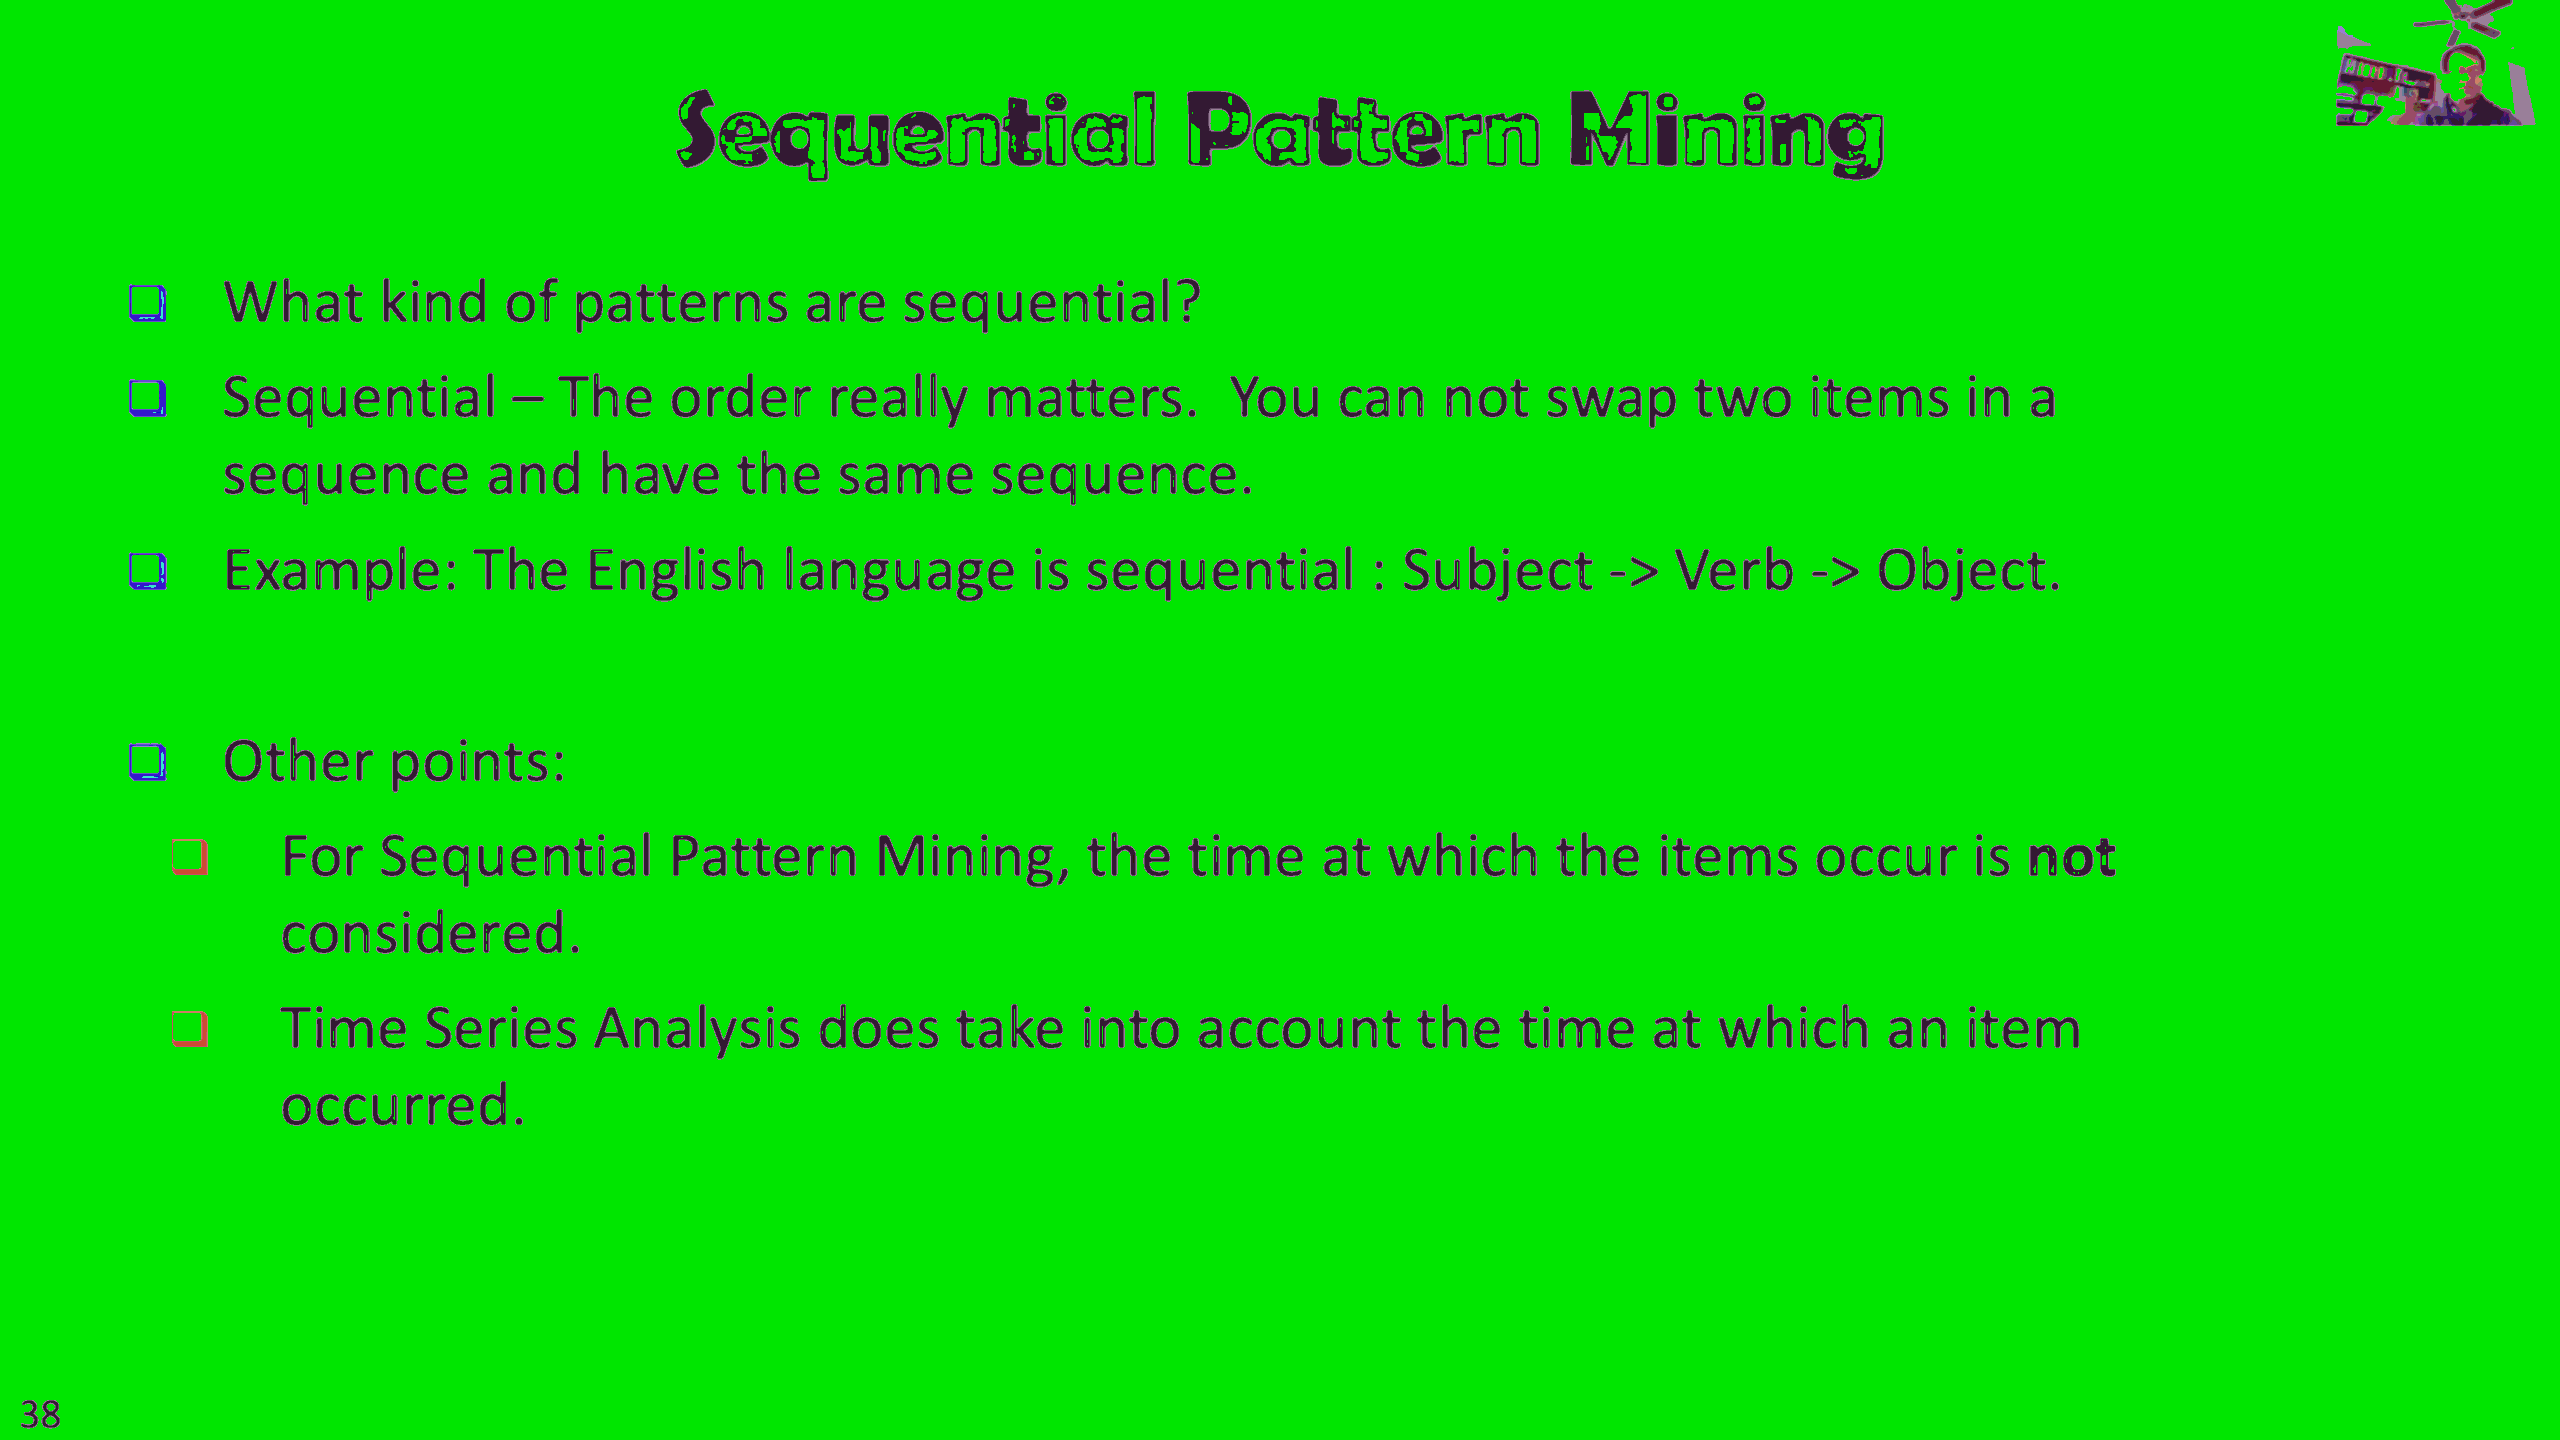 Sequential Pattern Mining
What kind of patterns are sequential?
Sequential – The order really matters.  You can not swap two items in a
sequence and have the same sequence.
Example: The English language is sequential : Subject -> Verb -> Object.
Other points:
For Sequential Pattern Mining, the time at which the items occur is not
considered.
Time Series Analysis does take into account the time at which an item
occurred.
38